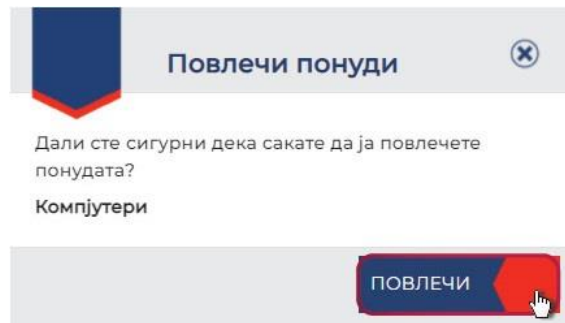 Повлечи понуди
Дали сте сигурни дека сакате да ја повлечете
понудата?
Компјутери
ПОВЛЕЧИ